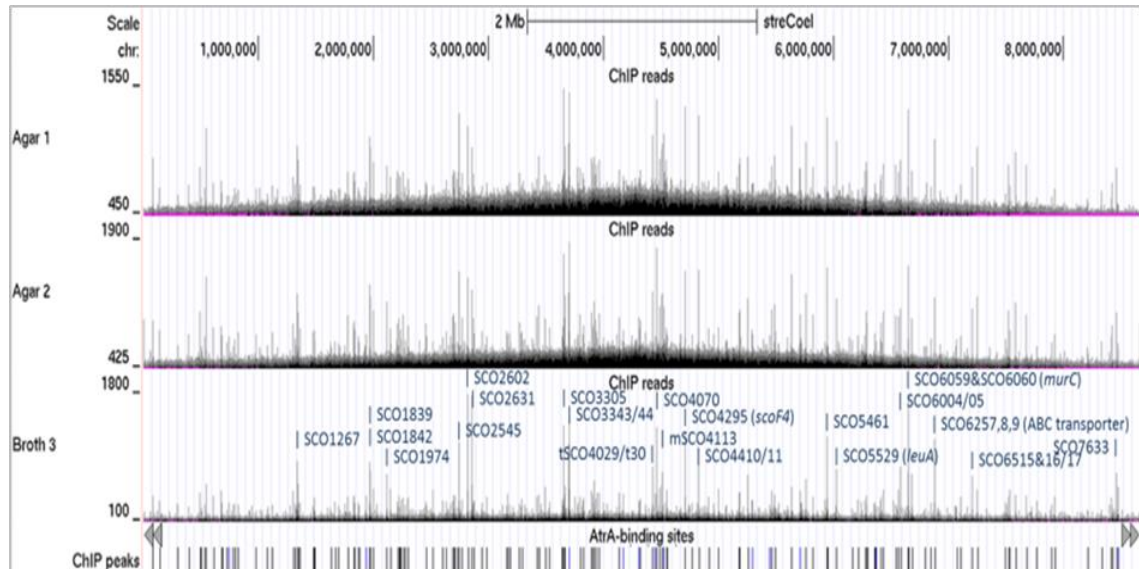 Scale 2 Mb streCoel
chr: 1,000,000 2,000,000 3,000,000 4,000,000 5,000,000 6,000,000 7,000,000 8,000,000
1550 ChIP reads
Agar 1
450
ChIP reads
1900
Agar 2
425
ChIP reads
1800
SCO2602 SCO6059&SCO6060 (murC)
SCO2631 SCO3305 SCO4070 SCO6004/05
SCO1839 SCO3343/44 SCO4295 (scoF4) SCO5461 SCO6257,8,9 (ABC transporter)
Broth 3 SCO1267 SCO1842 SCO2545 mSCO4113 SCO7633
SCO1974 tSCO4029/t30 SCO4410/11 SCO5529 (leuA) SCO6515&16/17
100
AtrA-binding sites
ChIP peaks